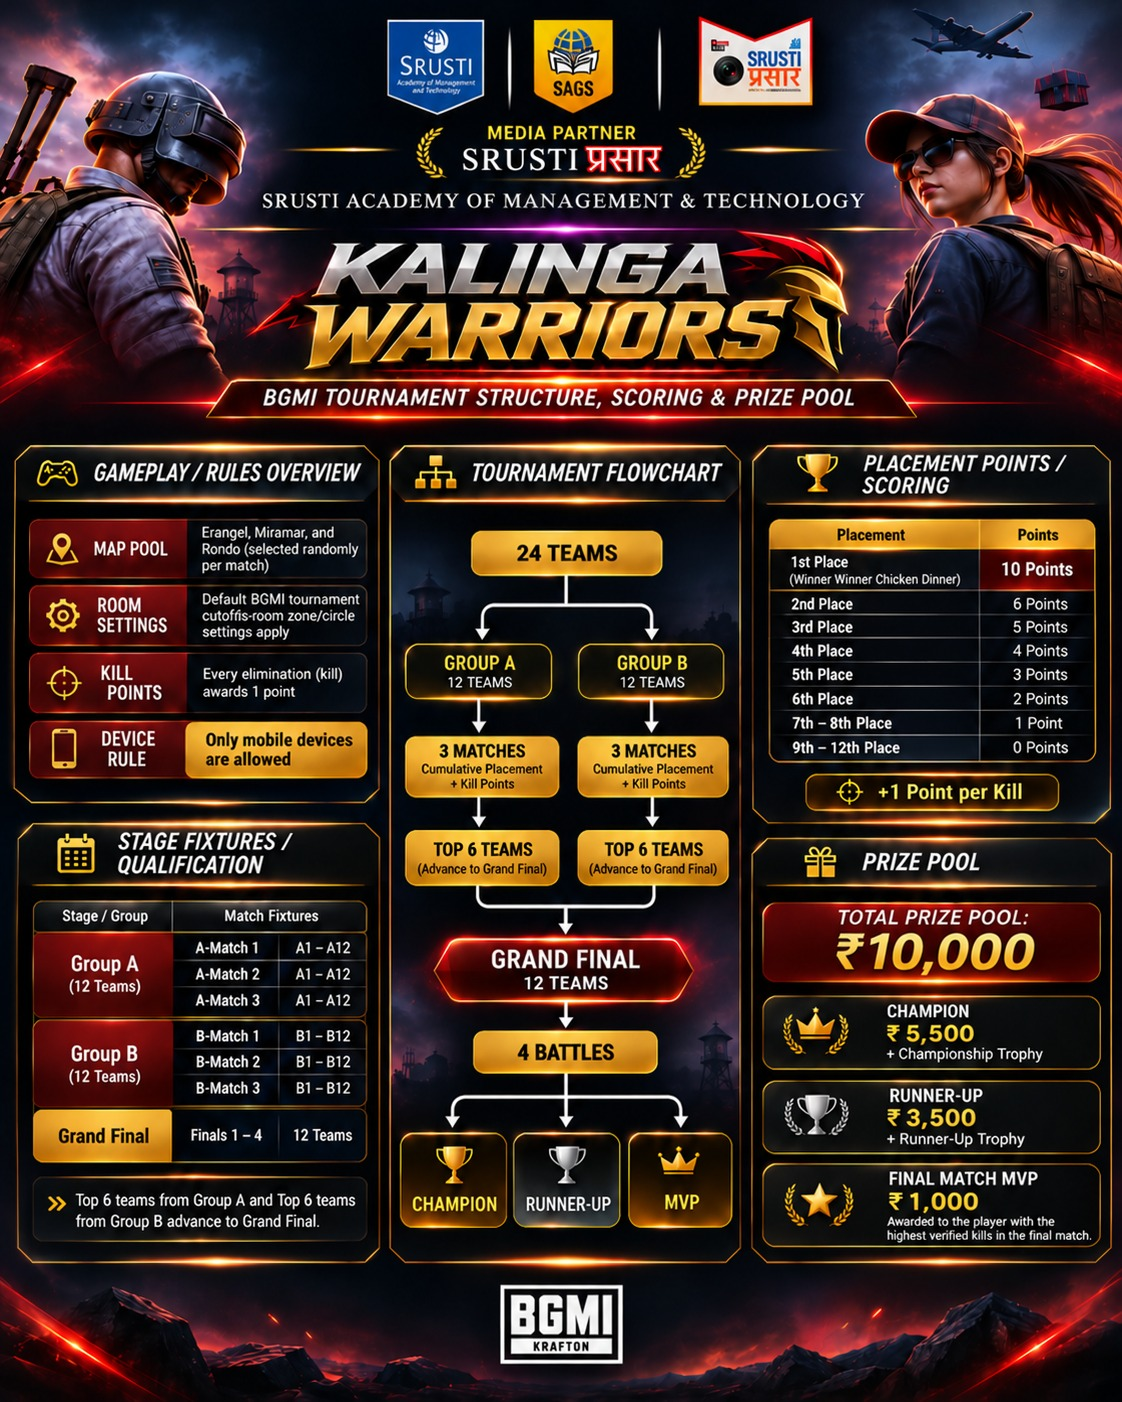 SRUSTI
Academy of Management
and Technology
SAGS
SRUSTI
प्रसार
MEDIA PARTNER
SRUSTI प्रसार
SRUSTI ACADEMY OF MANAGEMENT & TECHNOLOGY
KALINGA
WARRIORS
BGMI TOURNAMENT STRUCTURE, SCORING & PRIZE POOL
GAMEPLAY / RULES OVERVIEW
MAP POOL
Erangel, Miramar, and
Rondo (selected randomly
per match)
ROOM
SETTINGS
Default BGMI tournament
cutoffis-room zone/circle
settings apply
KILL
POINTS
Every elimination (kill)
awards 1 point
DEVICE
RULE
Only mobile devices
are allowed
STAGE FIXTURES /
QUALIFICATION
Stage / Group Match Fixtures
Group A
(12 Teams)
A-Match 1 A1 – A12
A-Match 2 A1 – A12
A-Match 3 A1 – A12
Group B
(12 Teams)
B-Match 1 B1 – B12
B-Match 2 B1 – B12
B-Match 3 B1 – B12
Grand Final Finals 1 – 4 12 Teams
Top 6 teams from Group A and Top 6 teams
from Group B advance to Grand Final.
TOURNAMENT FLOWCHART
24 TEAMS
GROUP A
12 TEAMS
GROUP B
12 TEAMS
3 MATCHES
Cumulative Placement
+ Kill Points
3 MATCHES
Cumulative Placement
+ Kill Points
TOP 6 TEAMS
(Advance to Grand Final)
TOP 6 TEAMS
(Advance to Grand Final)
GRAND FINAL
12 TEAMS
4 BATTLES
CHAMPION
RUNNER-UP
MVP
PLACEMENT POINTS /
SCORING
Placement Points
1st Place
(Winner Winner Chicken Dinner)
10 Points
2nd Place 6 Points
3rd Place 5 Points
4th Place 4 Points
5th Place 3 Points
6th Place 2 Points
7th – 8th Place 1 Point
9th – 12th Place 0 Points
+1 Point per Kill
PRIZE POOL
TOTAL PRIZE POOL:
₹10,000
CHAMPION
₹ 5,500
+ Championship Trophy
RUNNER-UP
₹ 3,500
+ Runner-Up Trophy
FINAL MATCH MVP
₹ 1,000
Awarded to the player with the
highest verified kills in the final match.
BGMI
KRAFTON